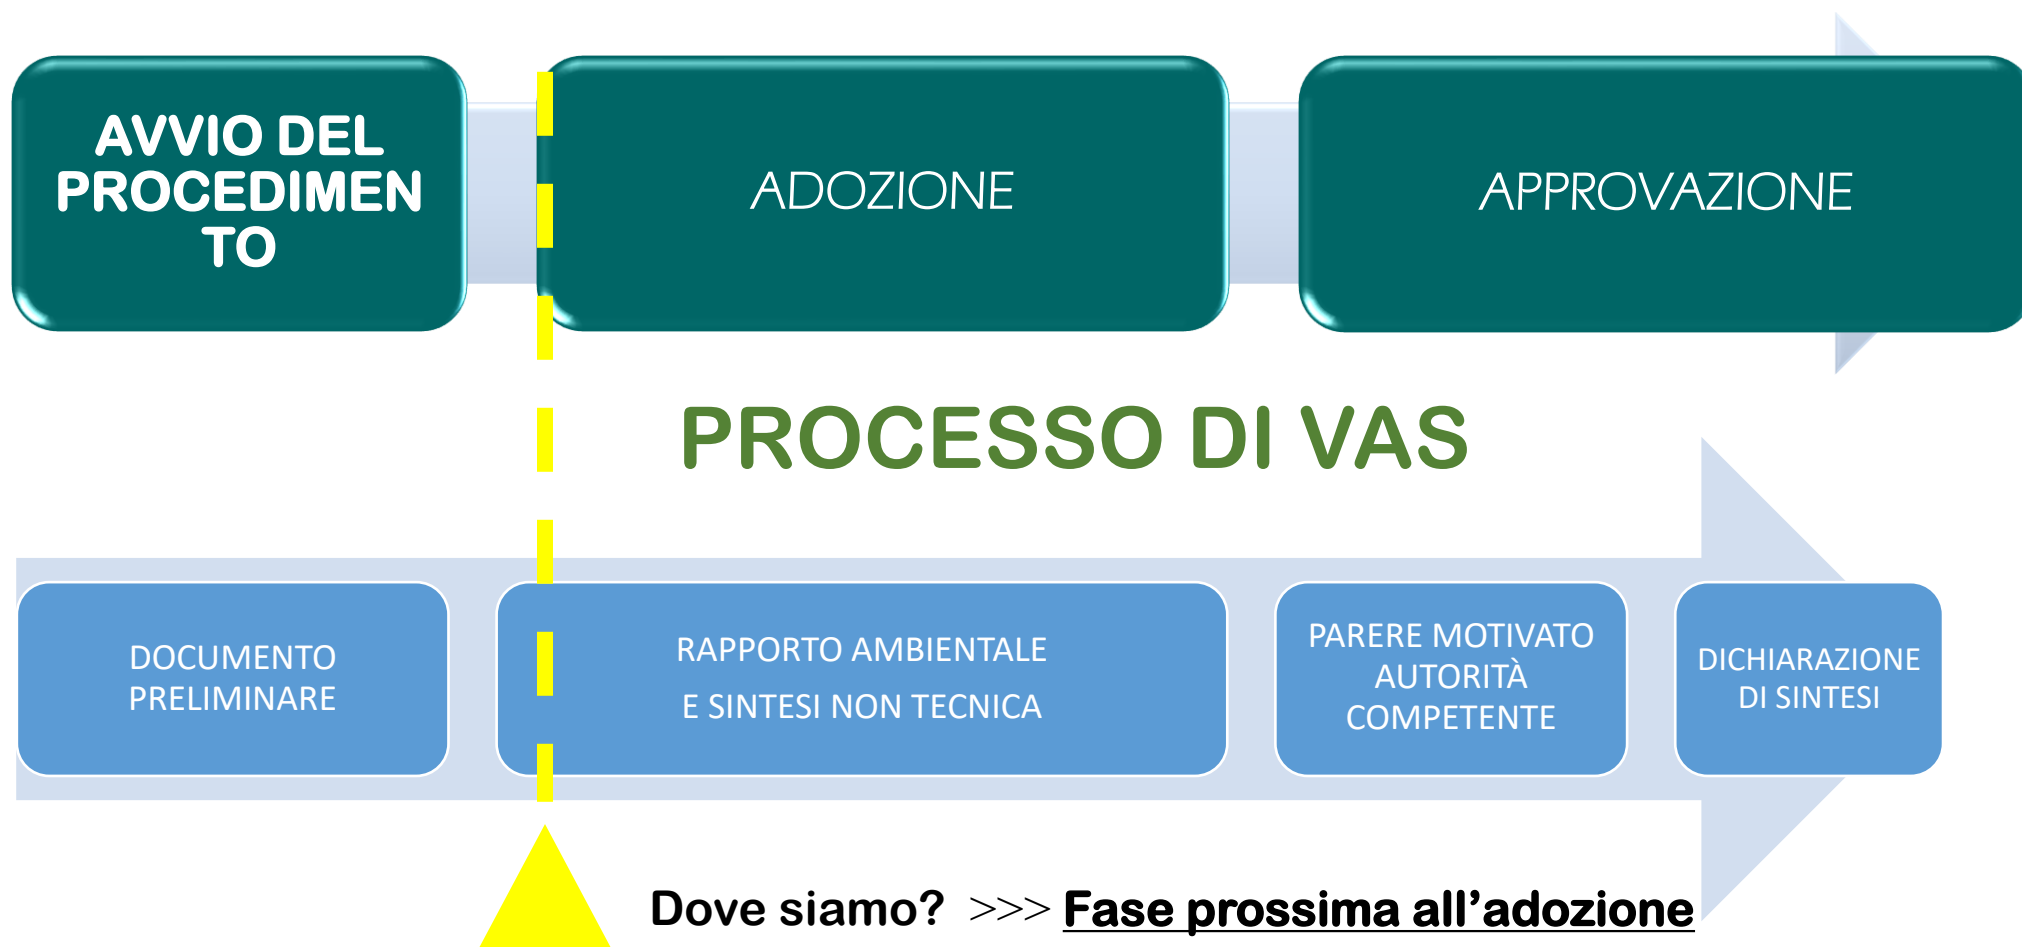 AVVIO DEL
PROCEDIMEN
TO
ADOZIONE
APPROVAZIONE
PROCESSO DI VAS
DOCUMENTO
PRELIMINARE
RAPPORTO AMBIENTALE
E SINTESI NON TECNICA
PARERE MOTIVATO
AUTORITÀ
COMPETENTE
DICHIARAZIONE
DI SINTESI
Dove siamo? >>> Fase prossima all’adozione